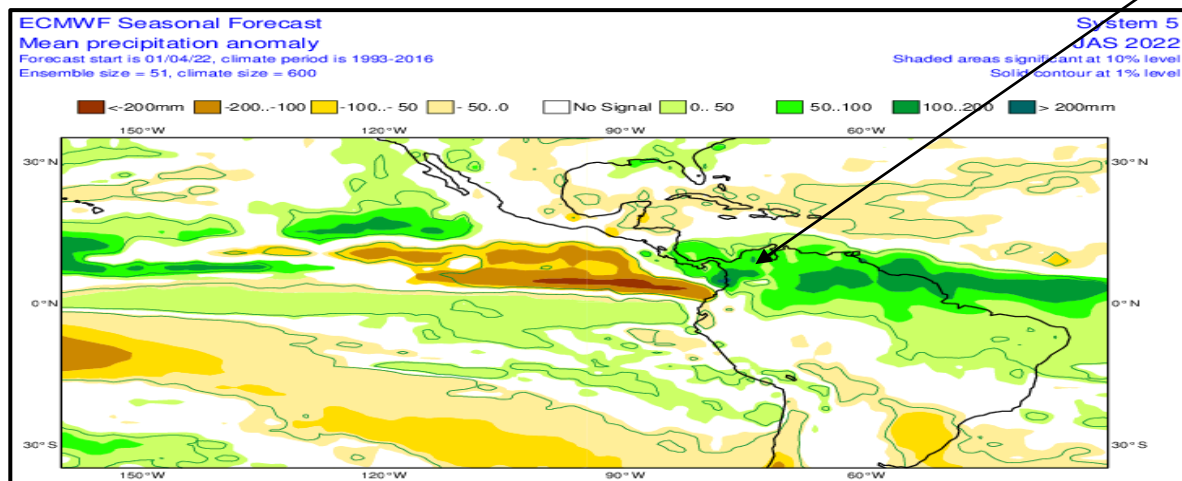 ECMWF Seasonal Forecast System 5
Mean precipitation anomaly JAS 2022
Forecast start is 01/04/22, climate period is 1993-2016 Shaded areas significant at 10% level
Ensemble size = 51, climate size = 600 Solid contour at 1% level
<-200mm -200..-100 -100..- 50 - 50..0 No Signal 0.. 50 50..100 100..200 > 200mm
150°W 120°W 90°W 60°W
30°N 30°N
0°N 0°N
30°S 30°S
150°W 120°W 90°W 60°W